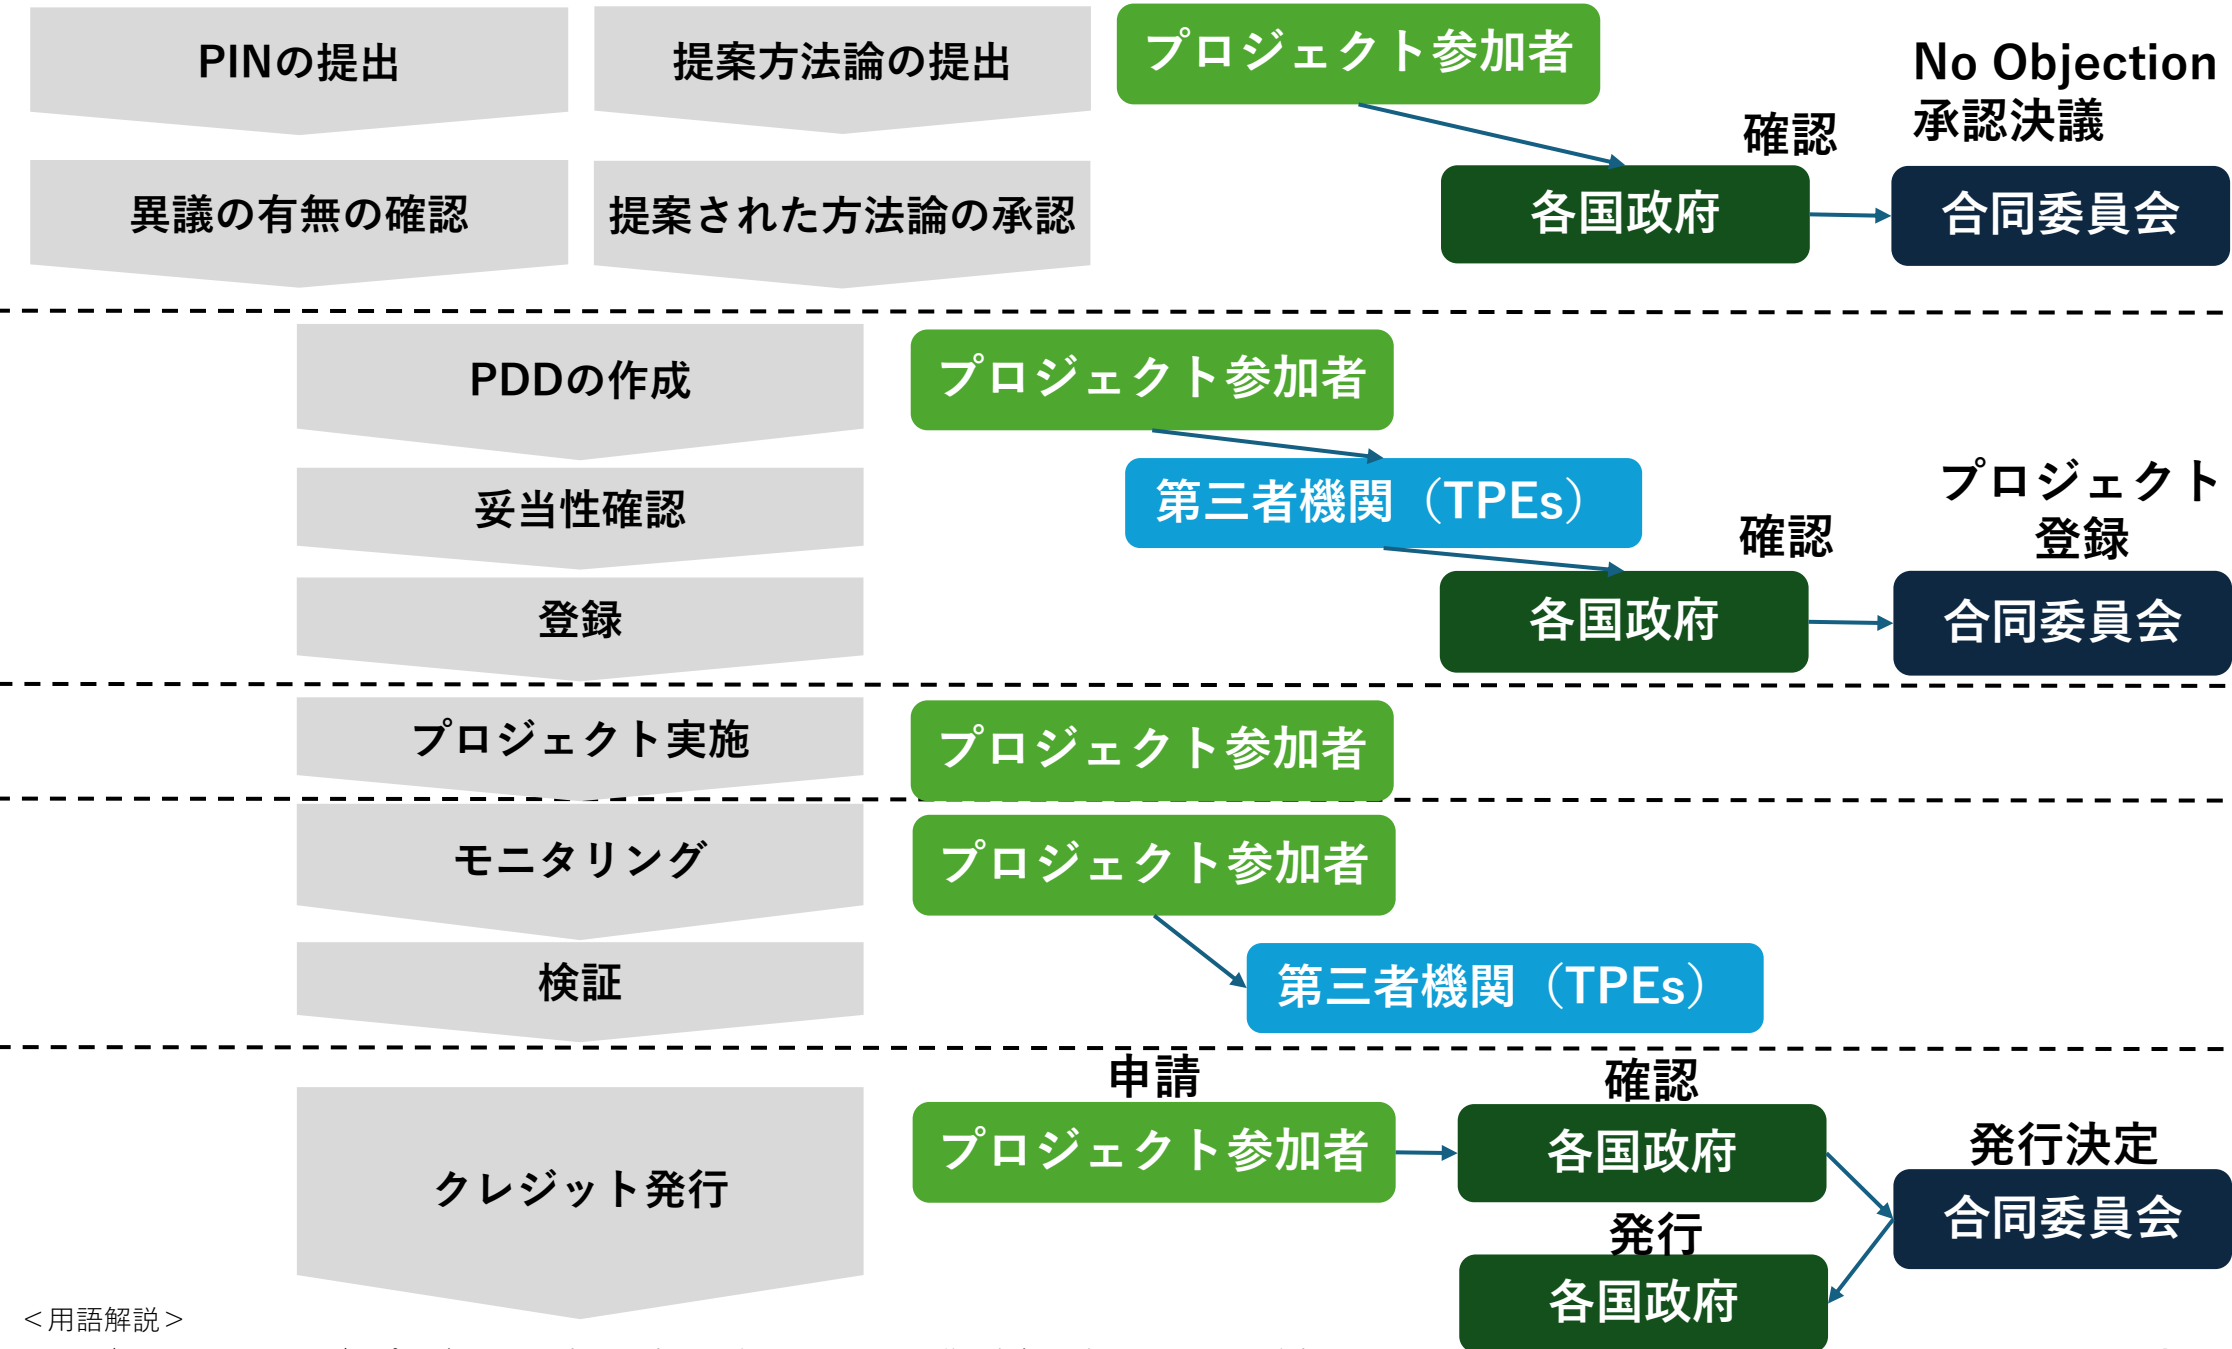 PINの提出
提案方法論の提出
プロジェクト参加者
No Objection
承認決議
確認
異議の有無の確認
提案された方法論の承認
各国政府
合同委員会
PDDの作成
プロジェクト参加者
妥当性確認
第三者機関（TPEs）
プロジェクト
登録
確認
登録
各国政府
合同委員会
プロジェクト実施
プロジェクト参加者
モニタリング
プロジェクト参加者
検証
第三者機関（TPEs）
申請
確認
クレジット発行
プロジェクト参加者
各国政府
発行決定
合同委員会
発行
各国政府
＜用語解説＞